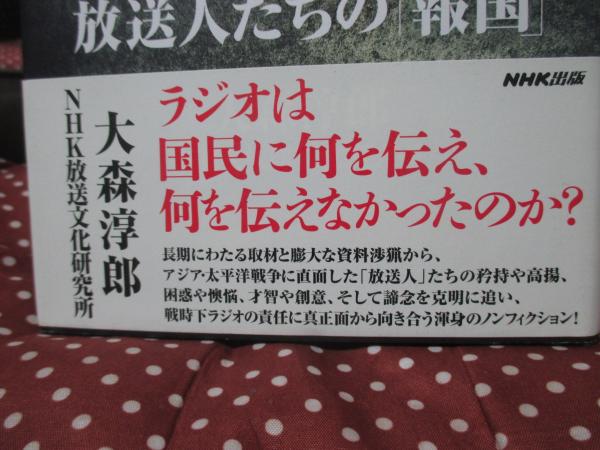 放送人たちの「報国」
NHK出版
ラジオは
国民に何を伝え、
何を伝えなかったのか?
大森淳郎
NHK放送文化研究所
長期にわたる取材と膨大な資料渉猟から、
アジア・太平洋戦争に直面した「放送人」たちの矜持や高揚、
困惑や懊悩、才智や創意、そして諦念を克明に追い、
戦時下ラジオの責任に真正面から向き合う渾身のノンフィクション!